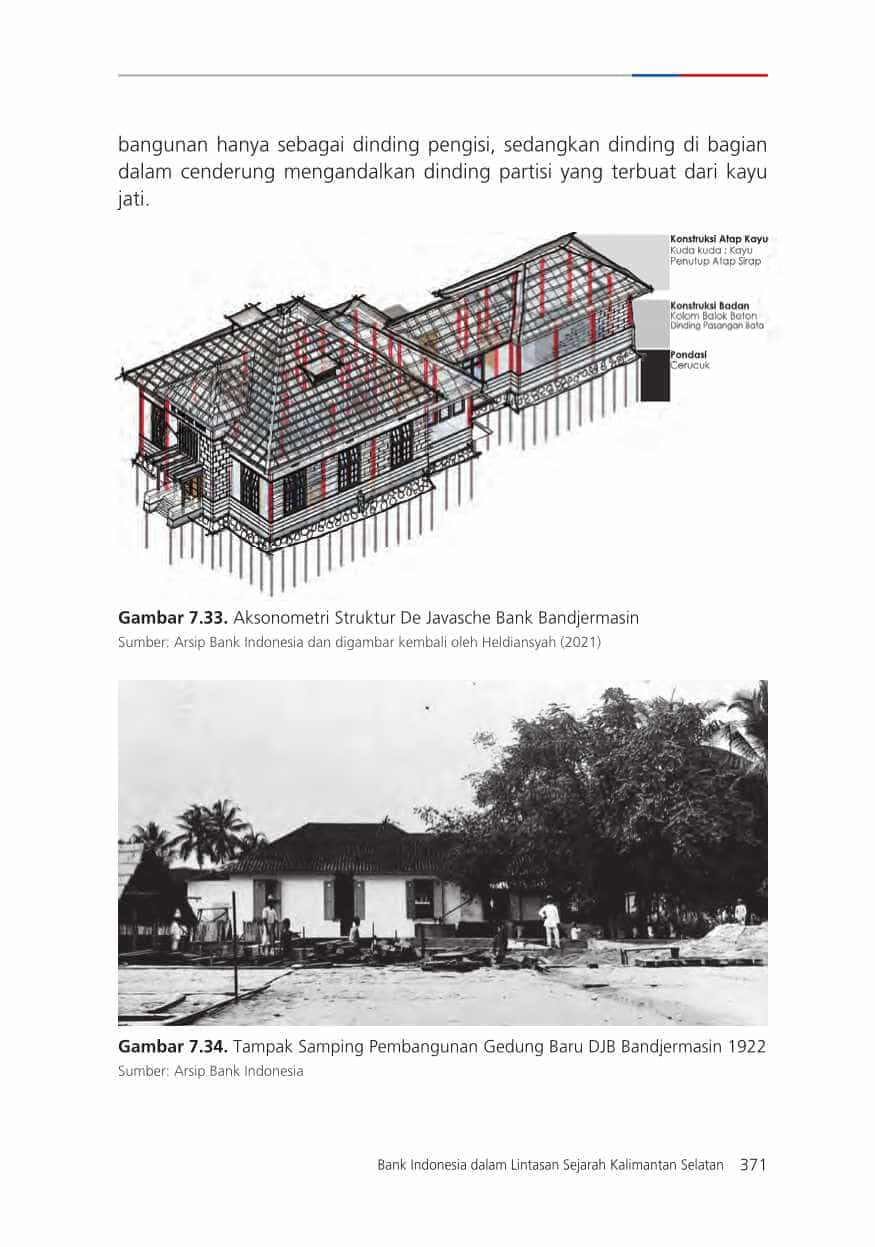 bangunan hanya sebagai dinding pengisi, sedangkan dinding di bagian
dalam cenderung mengandalkan dinding partisi yang terbuat dari kayu
jati.
Konstruksi Atap Kayu
Kuda kuda : Kayu
Penutup Atap Sirap
Konstruksi Badan
Kolom Balok Beton
Dinding Pasangan Bata
Pondasi
Cerucuk
Gambar 7.33. Aksonometri Struktur De Javasche Bank Bandjermasin
Sumber: Arsip Bank Indonesia dan digambar kembali oleh Heldiansyah (2021)
Gambar 7.34. Tampak Samping Pembangunan Gedung Baru DJB Bandjermasin 1922
Sumber: Arsip Bank Indonesia
Bank Indonesia dalam Lintasan Sejarah Kalimantan Selatan 371